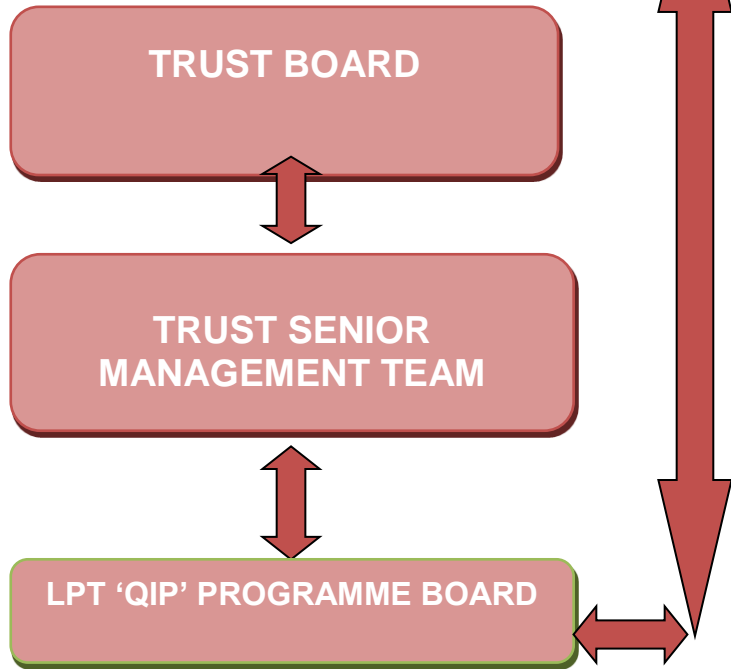 TRUST BOARD
TRUST SENIOR
MANAGEMENT TEAM
LPT ‘QIP’ PROGRAMME BOARD